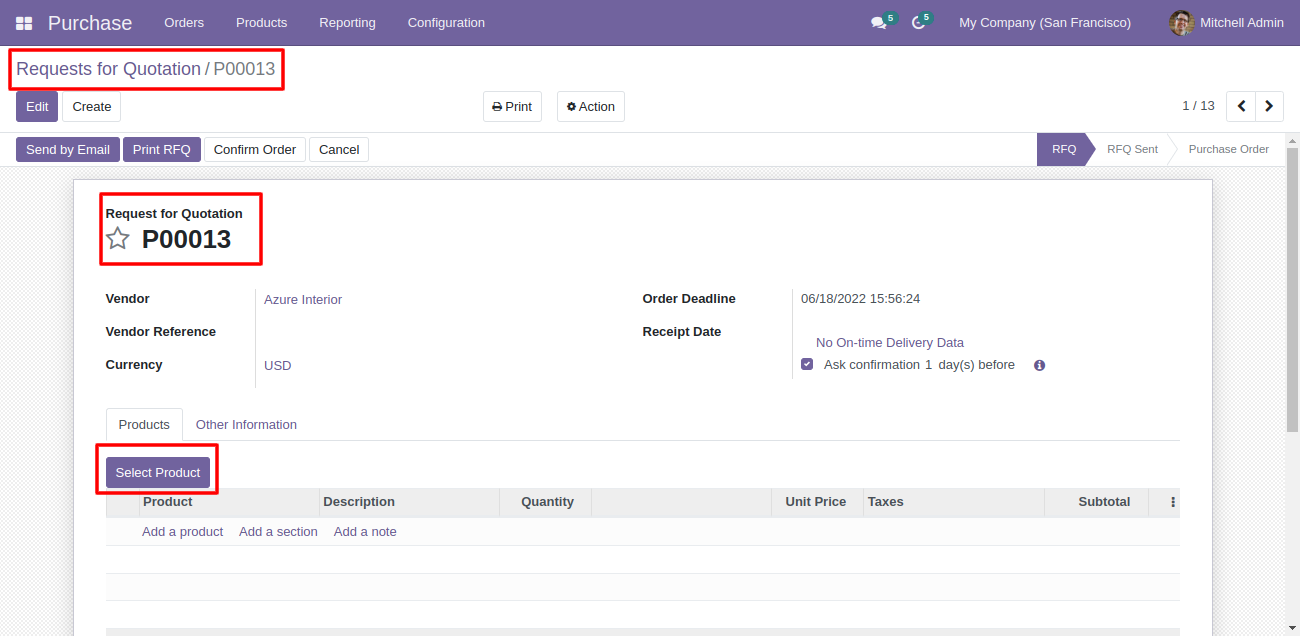 Purchase Orders Products Reporting Configuration 5 5 My Company (San Francisco) Mitchell Admin
Requests for Quotation / P00013
Edit Create Print Action 1 / 13
Send by Email Print RFQ Confirm Order Cancel RFQ RFQ Sent Purchase Order
Request for Quotation
P00013
Vendor Azure Interior Order Deadline 06/18/2022 15:56:24
Vendor Reference Receipt Date
No On-time Delivery Data
Currency USD Ask confirmation 1 day(s) before
Products Other Information
Select Product
Product Description Quantity Unit Price Taxes Subtotal
Add a product Add a section Add a note